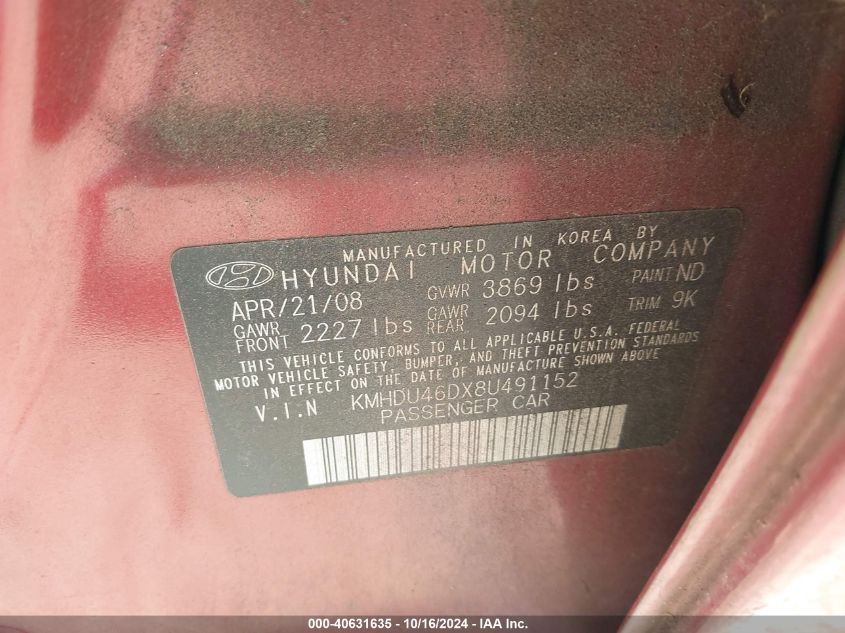 MANUFACTURED IN KOREA BY
HYUNDAI MOTOR COMPANY
APR/21/08 GVWR 3869 lbs PAINT ND
GAWR FRONT 2227 lbs GAWR REAR 2094 lbs TRIM 9K
THIS VEHICLE CONFORMS TO ALL APPLICABLE U.S.A. FEDERAL
MOTOR VEHICLE SAFETY, BUMPER, AND THEFT PREVENTION STANDARDS
IN EFFECT ON THE DATE OF MANUFACTURE SHOWN ABOVE
V.I.N KMHDU46DX8U491152
PASSENGER CAR
000-40631635 - 10/16/2024 - IAA Inc.